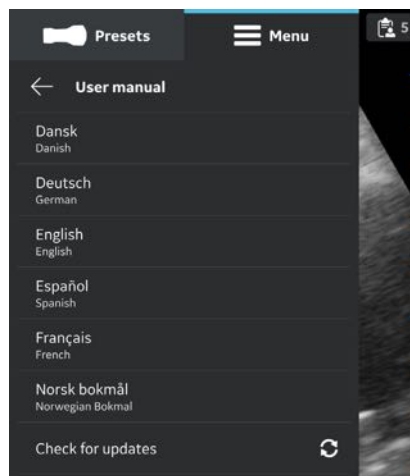 Presets
Menu
5
User manual
Dansk
Danish
Deutsch
German
English
English
Español
Spanish
Français
French
Norsk bokmål
Norwegian Bokmal
Check for updates